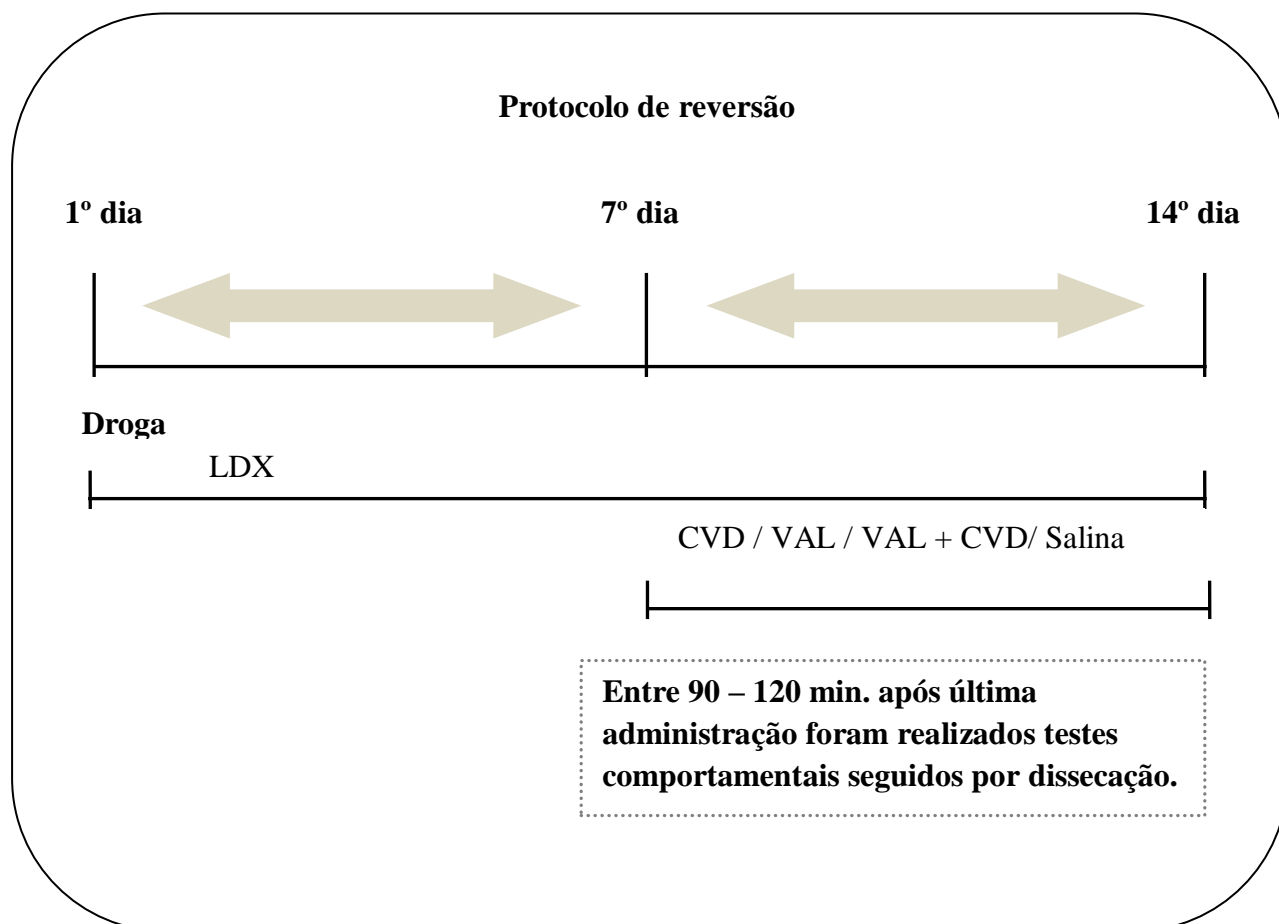 Protocolo de reversão
1º dia 7º dia 14º dia
Droga
LDX
CVD / VAL / VAL + CVD/ Salina
Entre 90 – 120 min. após última
administração foram realizados testes
comportamentais seguidos por dissecação.